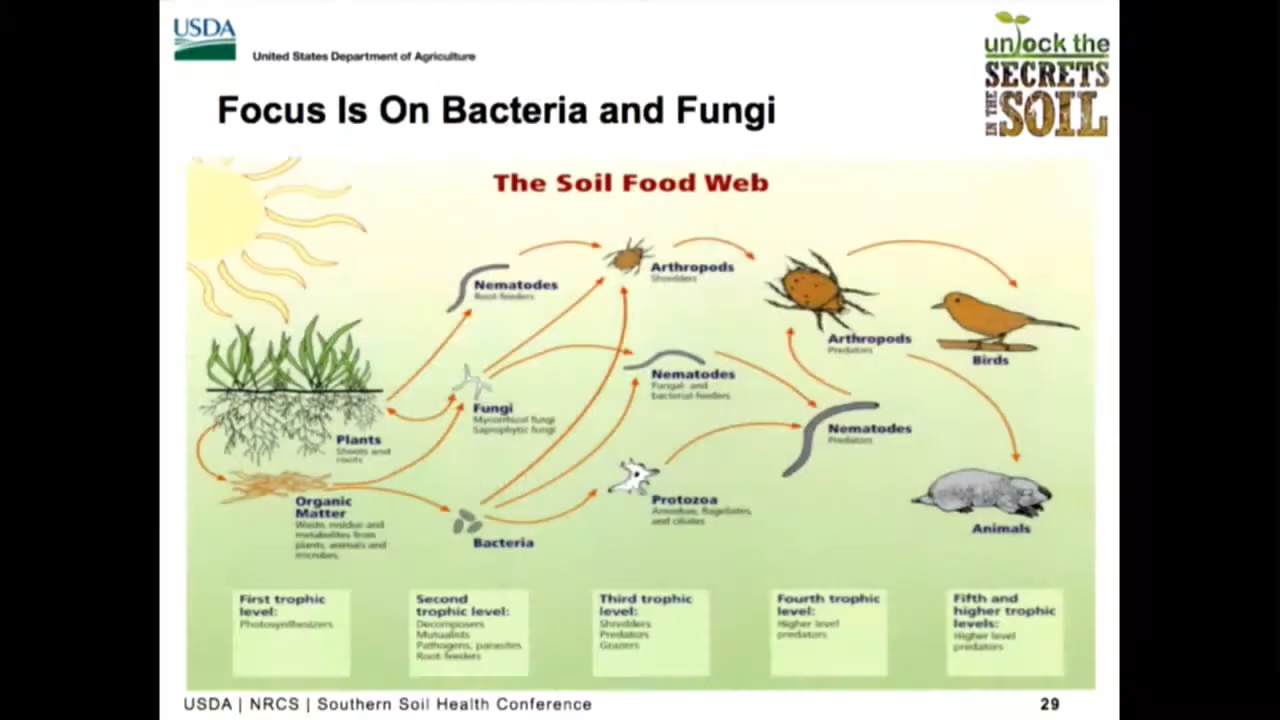 USDA
United States Department of Agriculture
unlock the
SECRETS
IN THE
SOIL
Focus Is On Bacteria and Fungi
The Soil Food Web
Nematodes
Root-feeders
Arthropods
Shredders
Arthropods
Predators
Birds
Nematodes
Fungal- and
bacterial-feeders
Fungi
Mycorrhizal fungi
Saprophytic fungi
Nematodes
Predators
Plants
Shoots and
roots
Organic
Matter
Waste, residue and
metabolites from
plants, animals and
microbes.
Protozoa
Amoebae, flagellates,
and ciliates
Animals
Bacteria
First trophic
level:
Photosynthesizers
Second
trophic level:
Decomposers
Mutualists
Pathogens, parasites
Root-feeders
Third trophic
level:
Shredders
Predators
Grazers
Fourth trophic
level:
Higher level
predators
Fifth and
higher trophic
levels:
Higher level
predators
USDA | NRCS | Southern Soil Health Conference
29